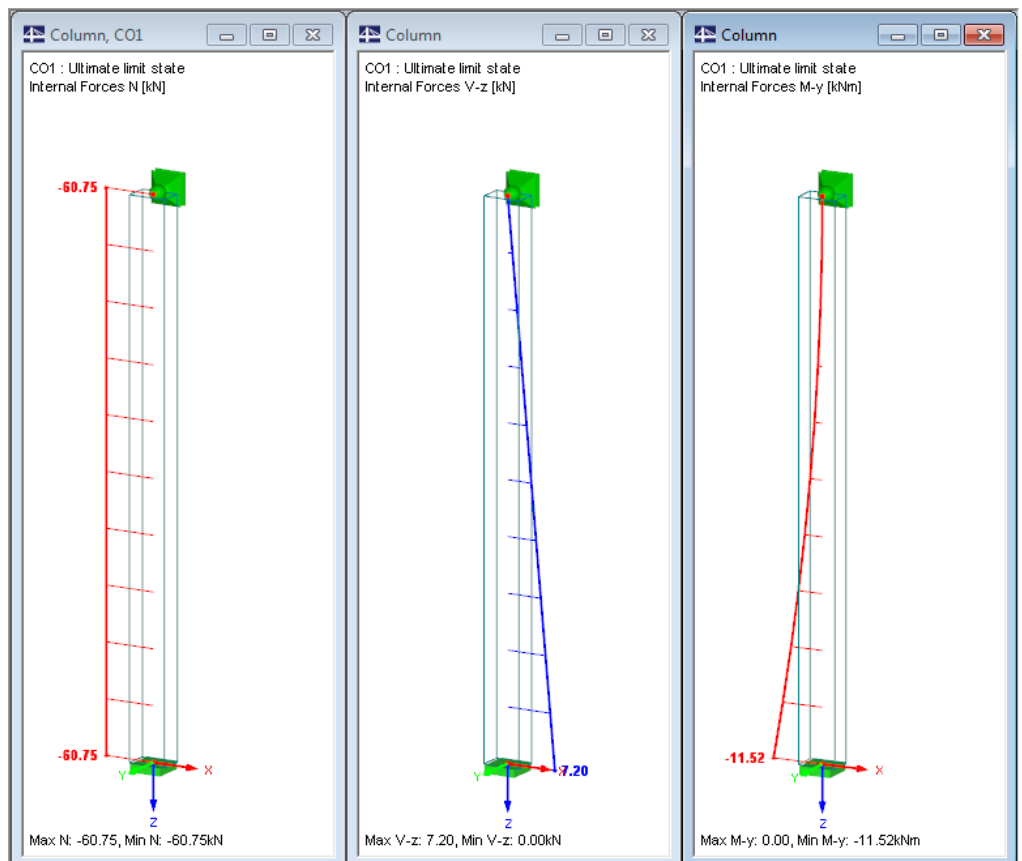 Column, CO1
CO1 : Ultimate limit state
Internal Forces N [kN]
-60.75
-60.75
Y
X
Z
Max N: -60.75, Min N: -60.75kN
Column
CO1 : Ultimate limit state
Internal Forces V-z [kN]
Y
X
7.20
Z
Max V-z: 7.20, Min V-z: 0.00kN
Column
CO1 : Ultimate limit state
Internal Forces M-y [kNm]
-11.52
Y
X
Z
Max M-y: 0.00, Min M-y: -11.52kNm